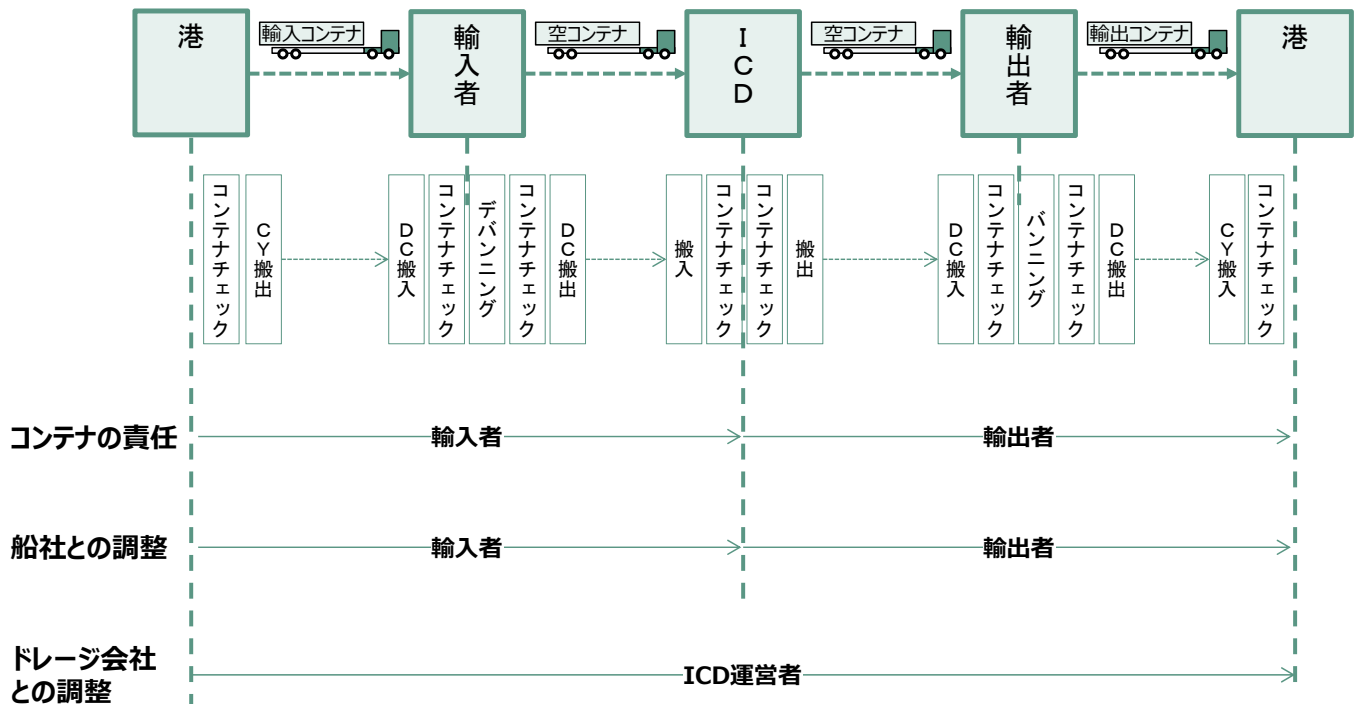 港
輸入コンテナ
輸入者
空コンテナ
ICD
空コンテナ
輸出者
輸出コンテナ
港
コンテナチェック
CY搬出
DC搬入
コンテナチェック
デバンニング
コンテナチェック
DC搬出
搬入
コンテナチェック
コンテナチェック
搬出
DC搬入
コンテナチェック
バンニング
コンテナチェック
DC搬出
CY搬入
コンテナチェック
コンテナの責任
輸入者
輸出者
船社との調整
輸入者
輸出者
ドレージ会社
との調整
ICD運営者